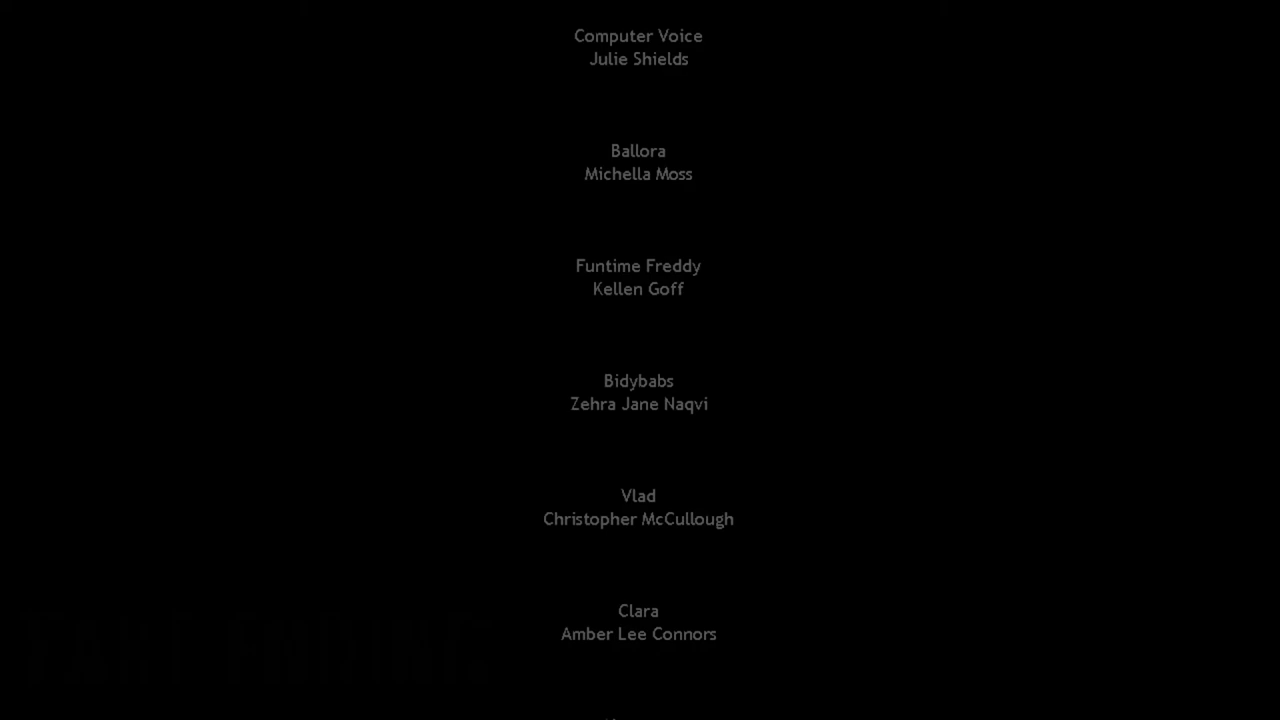 Computer Voice
Julie Shields
Ballora
Michella Moss
Funtime Freddy
Kellen Goff
Bidybabs
Zehra Jane Naqvi
Vlad
Christopher McCullough
Clara
Amber Lee Connors